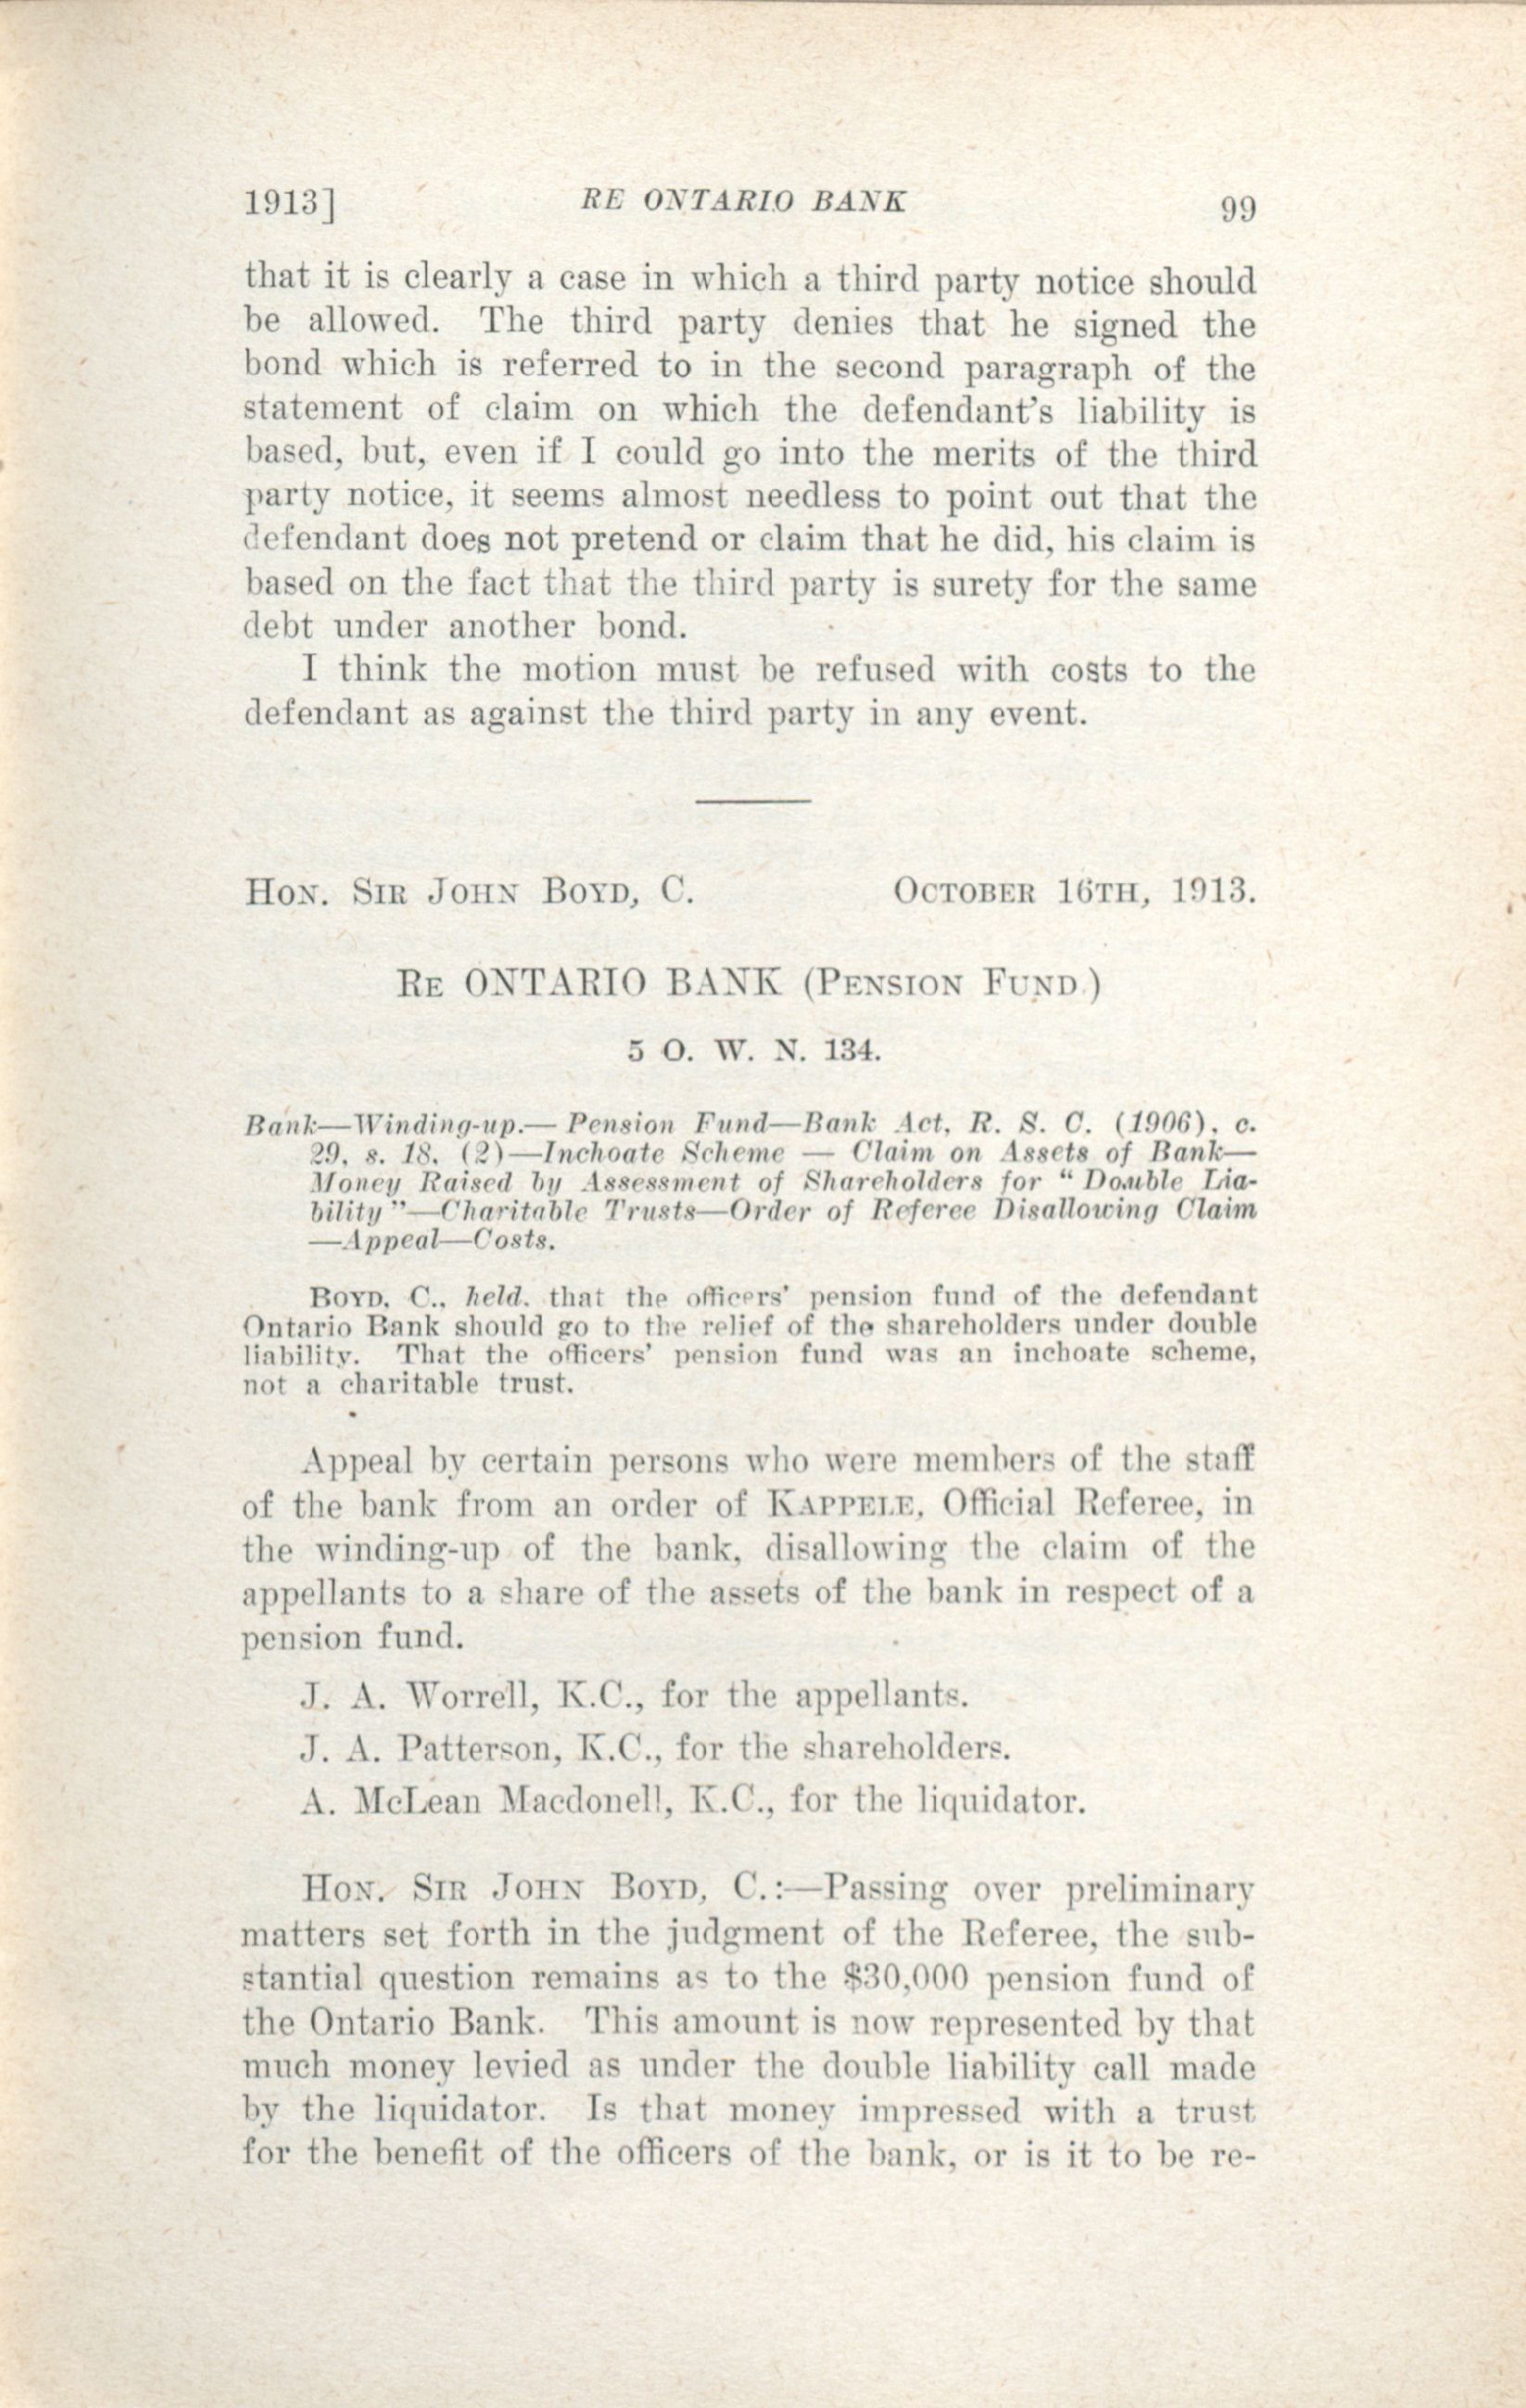 1913] RE ONTARIO BANK 99
that it is clearly a case in which a third party notice should
be allowed. The third party denies that he signed the
bond which is referred to in the second paragraph of the
statement of claim on which the defendant's liability is
based, but, even if I could go into the merits of the third
party notice, it seems almost needless to point out that the
defendant does not pretend or claim that he did, his claim is
based on the fact that the third party is surety for the same
debt under another bond.
I think the motion must be refused with costs to the
defendant as against the third party in any event.
Hon. Sir John Boyd, C. October 16th, 1913.
Re ONTARIO BANK (Pension Fund.)
5 O. W. N. 134.
Bank—Winding-up.— Pension Fund—Bank Act, R. S. C. (1906), c.
29, s. 18, (2)—Inchoate Scheme — Claim on Assets of Bank—
Money Raised by Assessment of Shareholders for "Double Lia-
bility"—Charitable Trusts—Order of Referee Disallowing Claim
—Appeal—Costs.
Boyd, C., held, that the officers' pension fund of the defendant
Ontario Bank should go to the relief of the shareholders under double
liability. That the officers' pension fund was an inchoate scheme,
not a charitable trust.
Appeal by certain persons who were members of the staff
of the bank from an order of Kappele, Official Referee, in
the winding-up of the bank, disallowing the claim of the
appellants to a share of the assets of the bank in respect of a
pension fund.
J. A. Worrell, K.C., for the appellants.
J. A. Patterson, K.C., for the shareholders.
A. McLean Macdonell, K.C., for the liquidator.
Hon. Sir John Boyd, C.:—Passing over preliminary
matters set forth in the judgment of the Referee, the sub-
stantial question remains as to the $30,000 pension fund of
the Ontario Bank. This amount is now represented by that
much money levied as under the double liability call made
by the liquidator. Is that money impressed with a trust
for the benefit of the officers of the bank, or is it to be re-